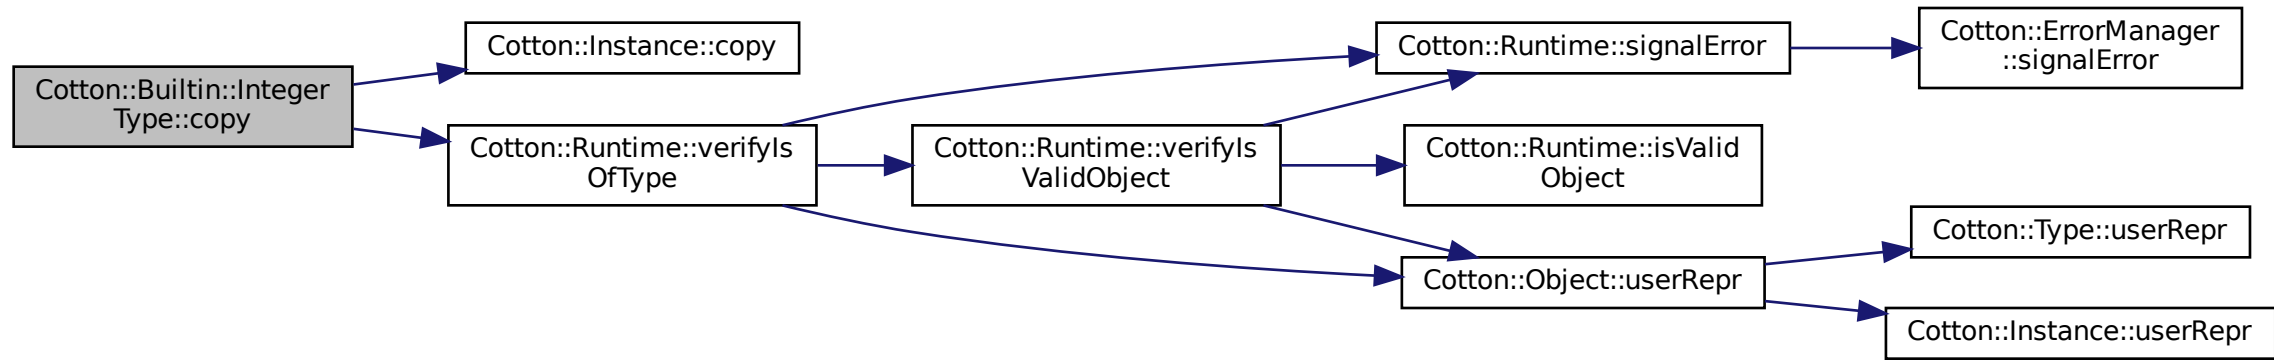 Cotton::Builtin::Integer
Type::copy
Cotton::Instance::copy
Cotton::Runtime::verifyIs
OfType
Cotton::Runtime::verifyIs
ValidObject
Cotton::Runtime::signalError
Cotton::ErrorManager
::signalError
Cotton::Runtime::isValid
Object
Cotton::Object::userRepr
Cotton::Type::userRepr
Cotton::Instance::userRepr